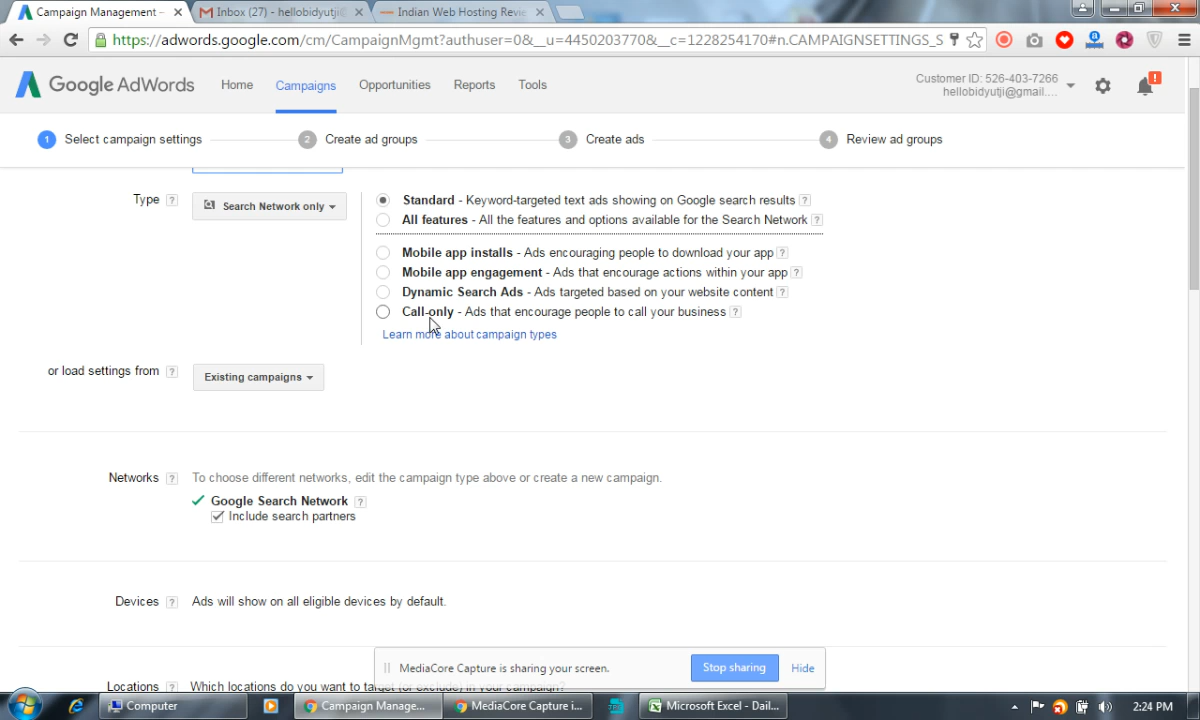 Campaign Management –
Inbox (27) - hellobidyutji@
Indian Web Hosting Revie
https://adwords.google.com/cm/CampaignMgmt?authuser=0&__u=4450203770&__c=1228254170#n.CAMPAIGNSETTINGS_S
Google AdWords
Home
Campaigns
Opportunities
Reports
Tools
Customer ID: 526-403-7266
hellobidyutji@gmail....
!
1 Select campaign settings
2 Create ad groups
3 Create ads
4 Review ad groups
Type ?
Search Network only
Standard - Keyword-targeted text ads showing on Google search results ?
All features - All the features and options available for the Search Network ?
Mobile app installs - Ads encouraging people to download your app ?
Mobile app engagement - Ads that encourage actions within your app ?
Dynamic Search Ads - Ads targeted based on your website content ?
Call-only - Ads that encourage people to call your business ?
Learn more about campaign types
or load settings from ?
Existing campaigns
Networks ? To choose different networks, edit the campaign type above or create a new campaign.
Google Search Network ?
Include search partners
Devices ? Ads will show on all eligible devices by default.
MediaCore Capture is sharing your screen.
Stop sharing
Hide
Locations ? Which locations do you want to target (or exclude) in your campaign?
Computer
Campaign Manage...
MediaCore Capture i...
Microsoft Excel - Dail...
2:24 PM